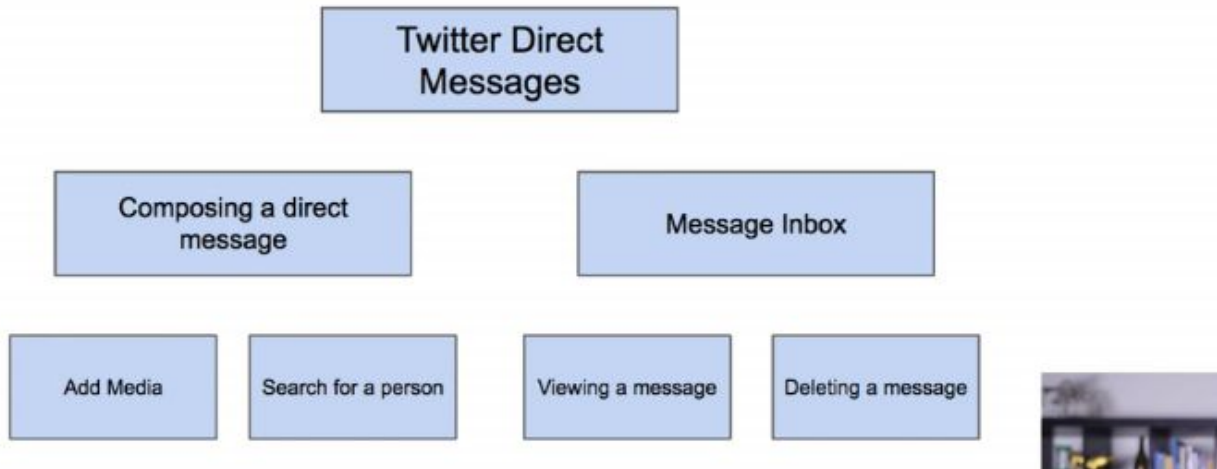 Twitter Direct
Messages
Composing a direct
message
Message Inbox
Add Media
Search for a person
Viewing a message
Deleting a message